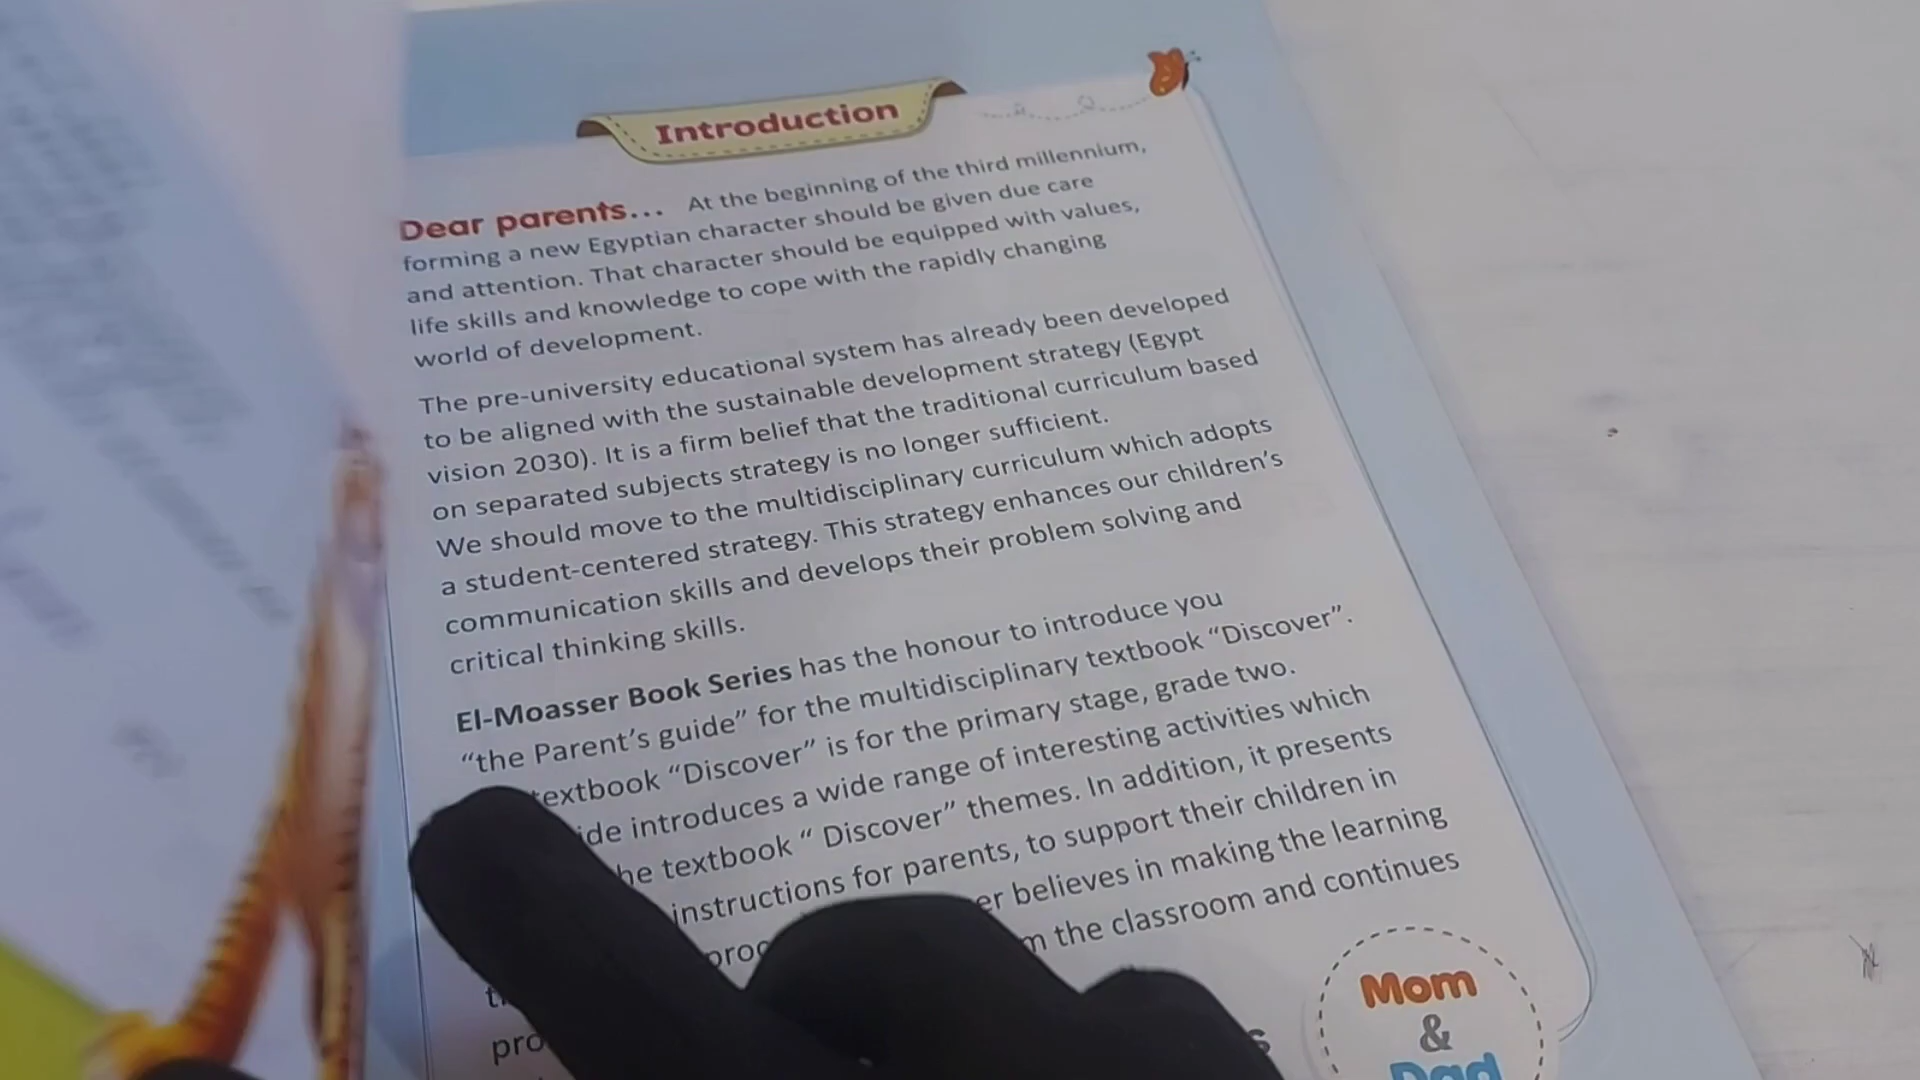 Introduction
Dear parents... At the beginning of the third millennium,
forming a new Egyptian character should be given due care
and attention. That character should be equipped with values,
life skills and knowledge to cope with the rapidly changing
world of development.
The pre-university educational system has already been developed
to be aligned with the sustainable development strategy (Egypt
vision 2030). It is a firm belief that the traditional curriculum based
on separated subjects strategy is no longer sufficient.
We should move to the multidisciplinary curriculum which adopts
a student-centered strategy. This strategy enhances our children's
communication skills and develops their problem solving and
critical thinking skills.
El-Moasser Book Series has the honour to introduce you
"the Parent's guide" for the multidisciplinary textbook "Discover".
textbook "Discover" is for the primary stage, grade two.
introduces a wide range of interesting activities which
textbook " Discover" themes. In addition, it presents
instructions for parents, to support their children in
believes in making the learning
the classroom and continues
Mom
&
Dad